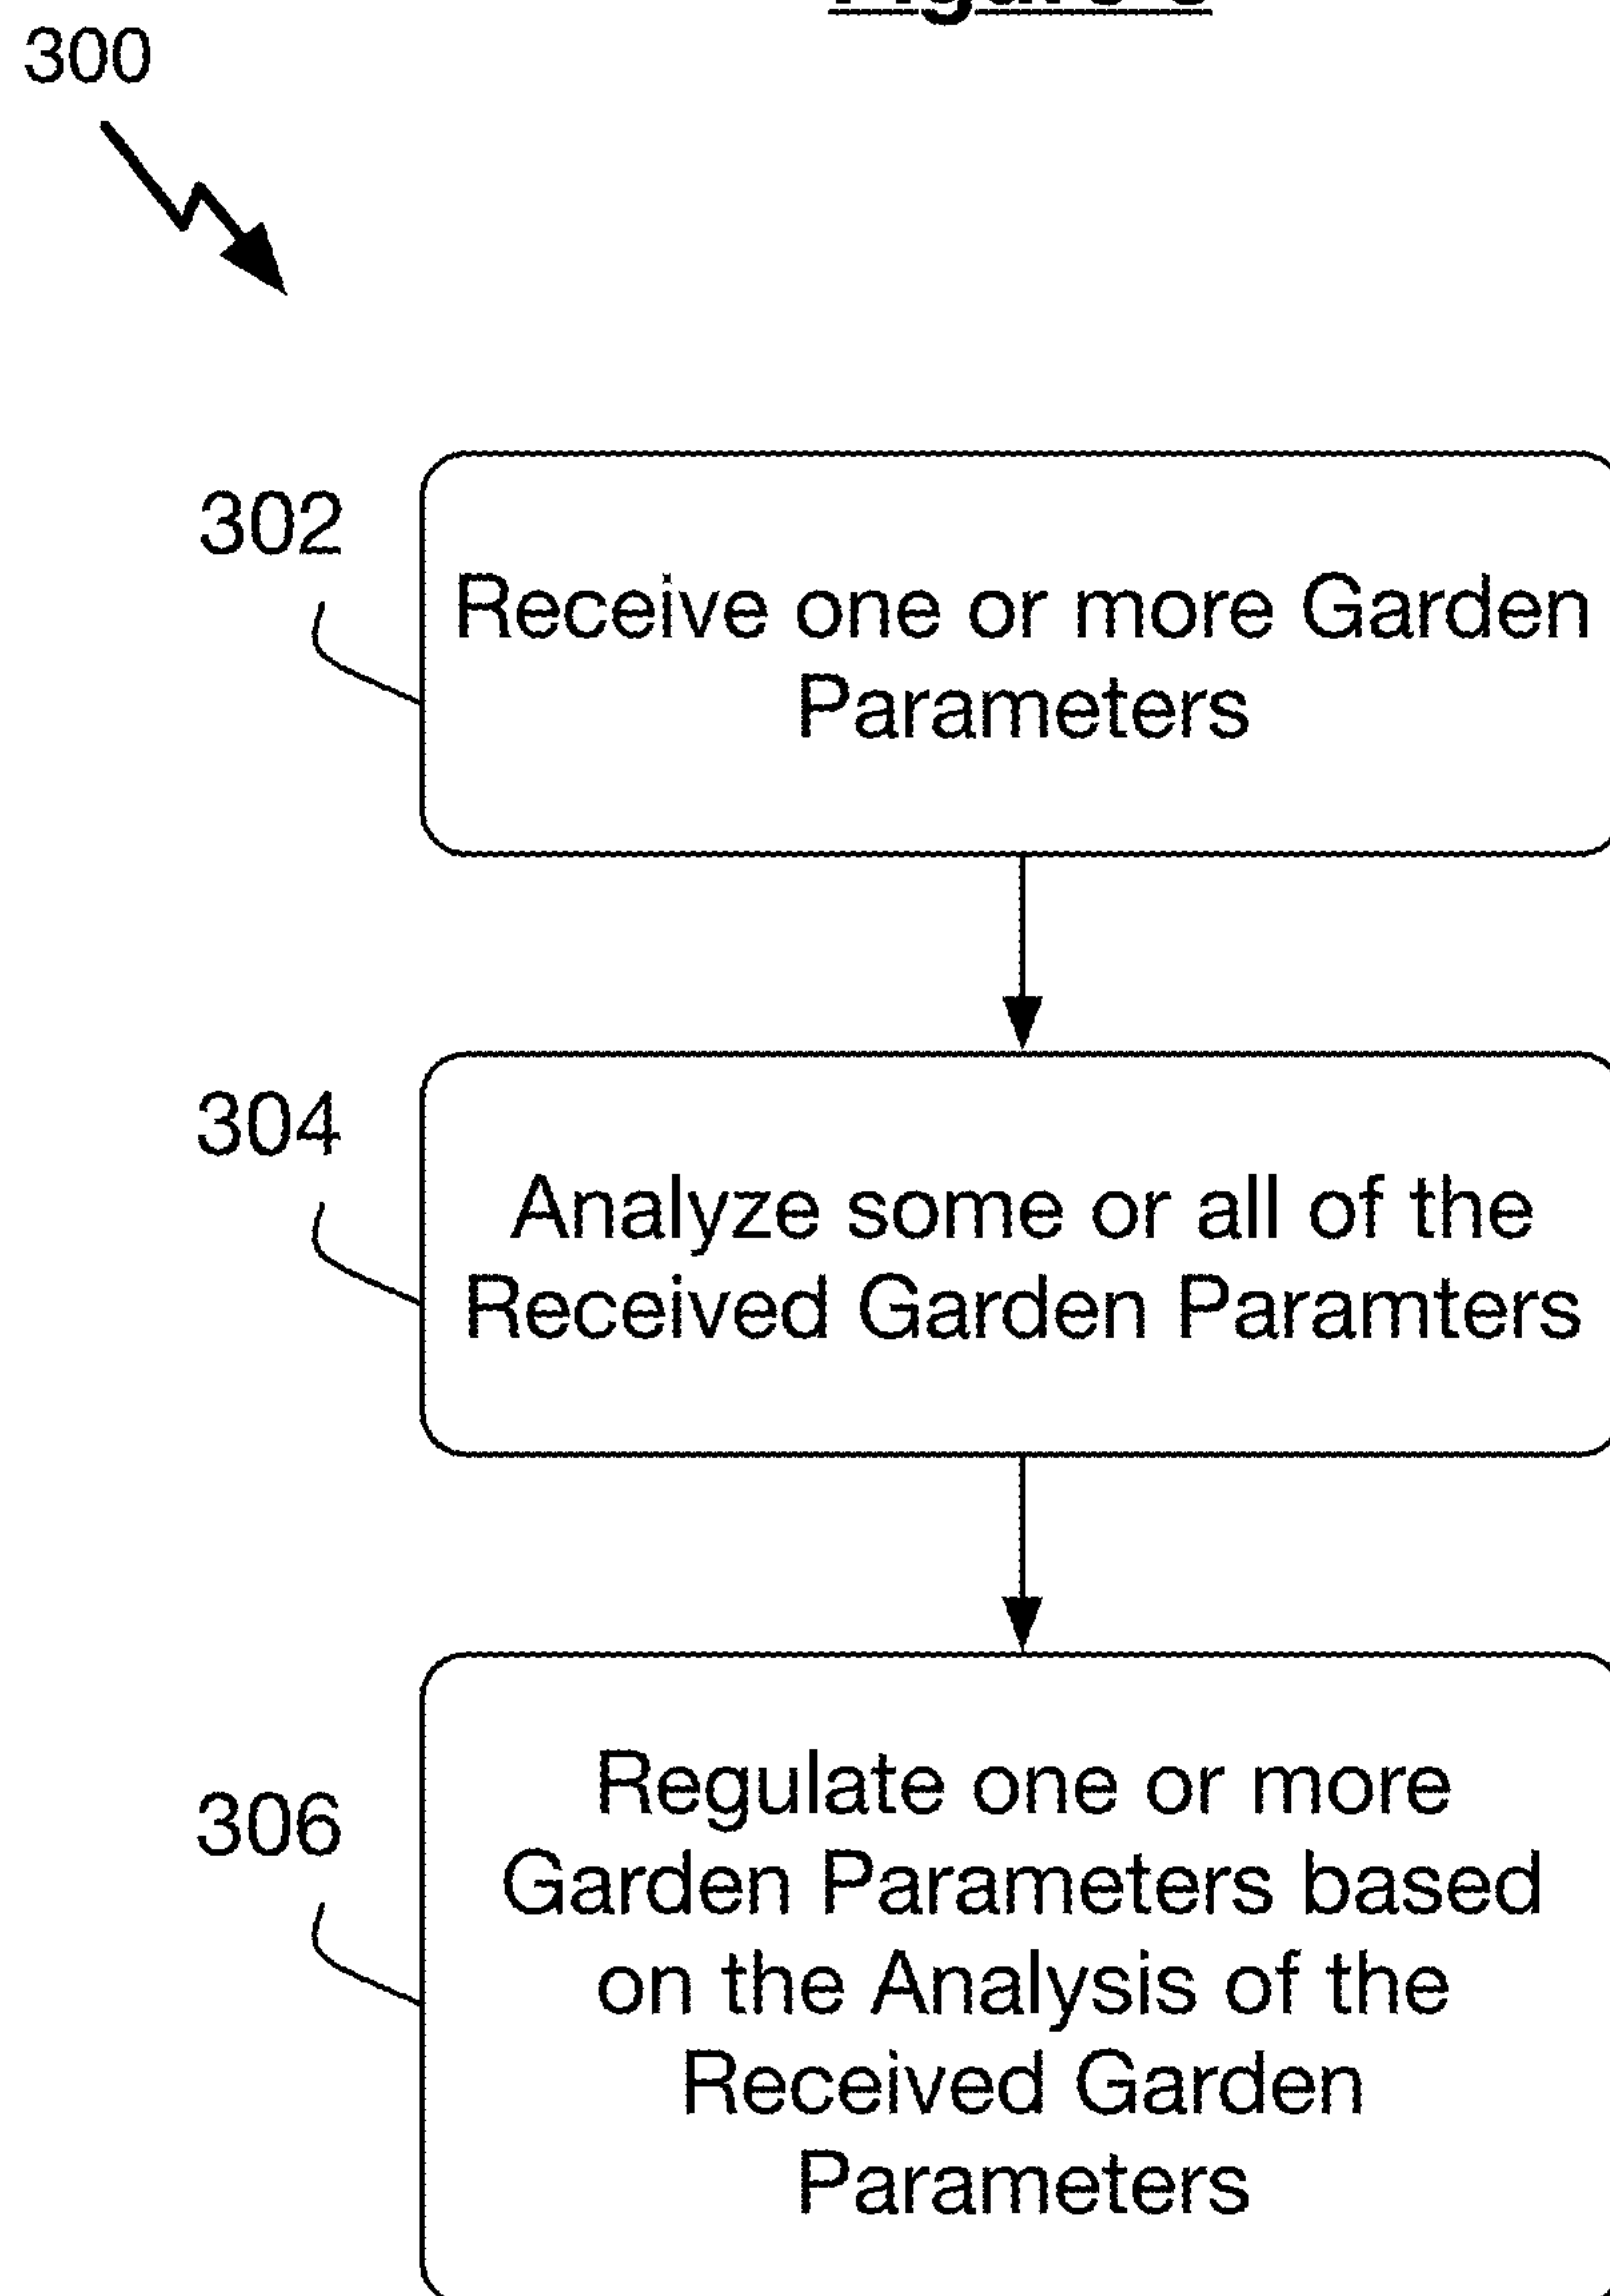 300
302
Receive one or more Garden
Parameters
304
Analyze some or all of the
Received Garden Paramters
306
Regulate one or more
Garden Parameters based
on the Analysis of the
Received Garden
Parameters